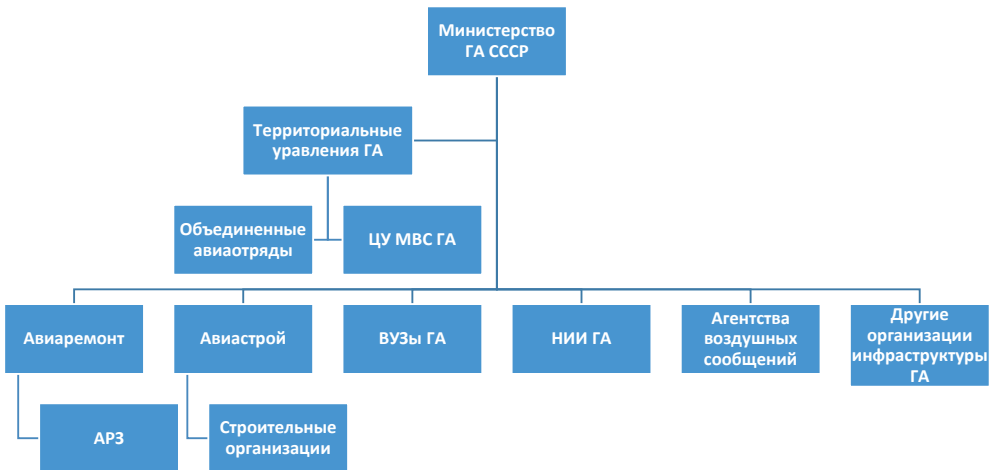 Министерство
ГА СССР
Территориальные
уравления ГА
Объединенные
авиаотряды
ЦУ МВС ГА
Авиаремонт
Авиастрой
ВУЗы ГА
НИИ ГА
Агентства
воздушных
сообщений
Другие
организации
инфраструктуры
ГА
АРЗ
Строительные
организации